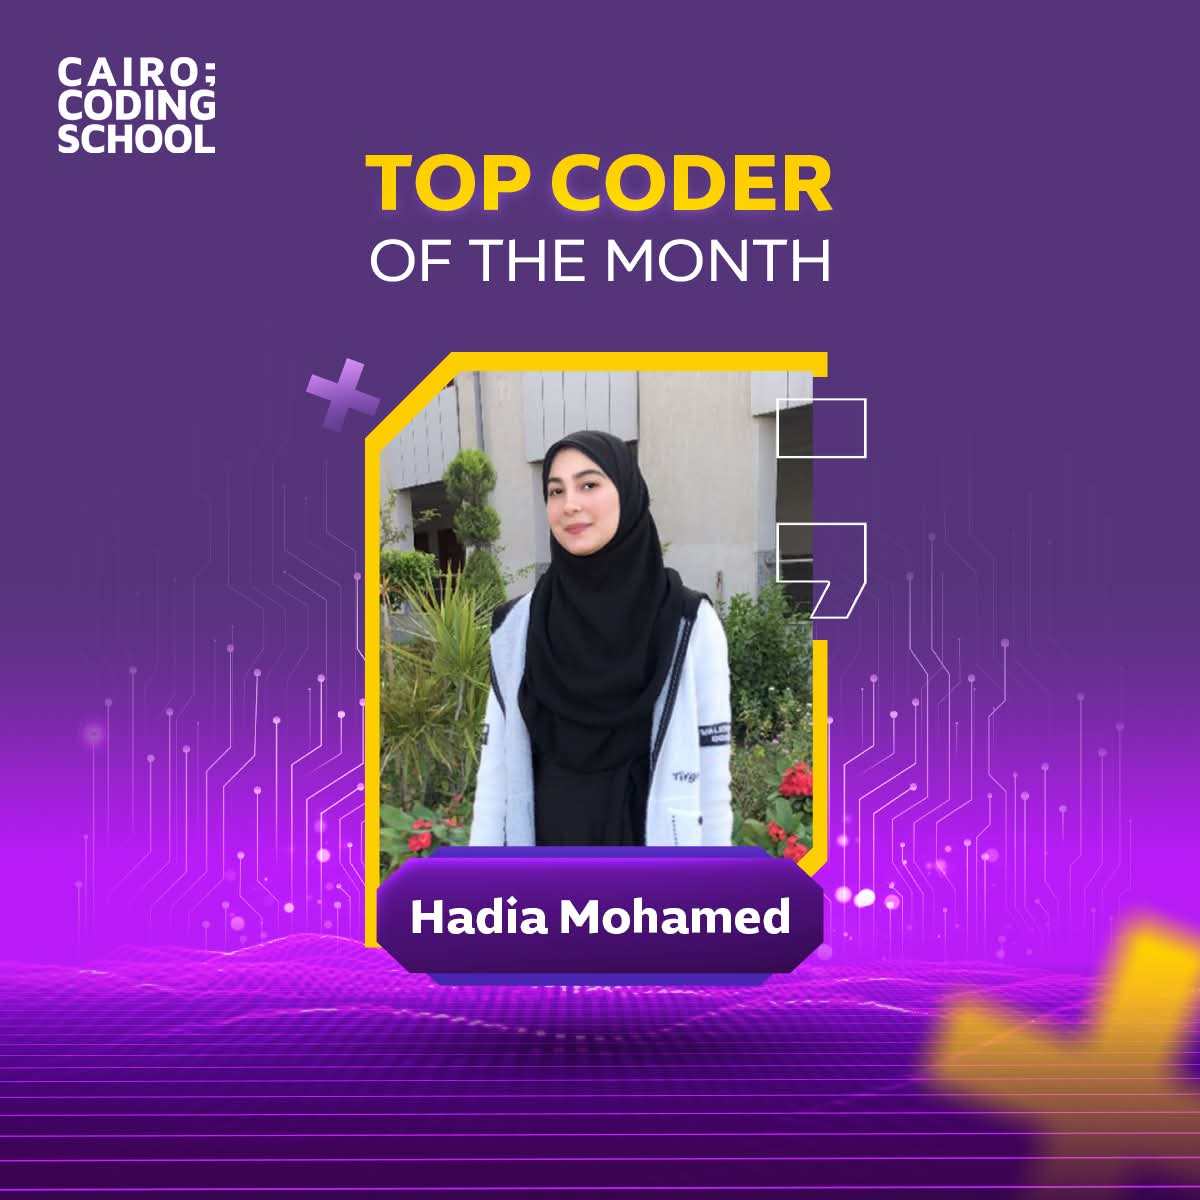 CAIRO;
CODING
SCHOOL
TOP CODER
OF THE MONTH
Hadia Mohamed